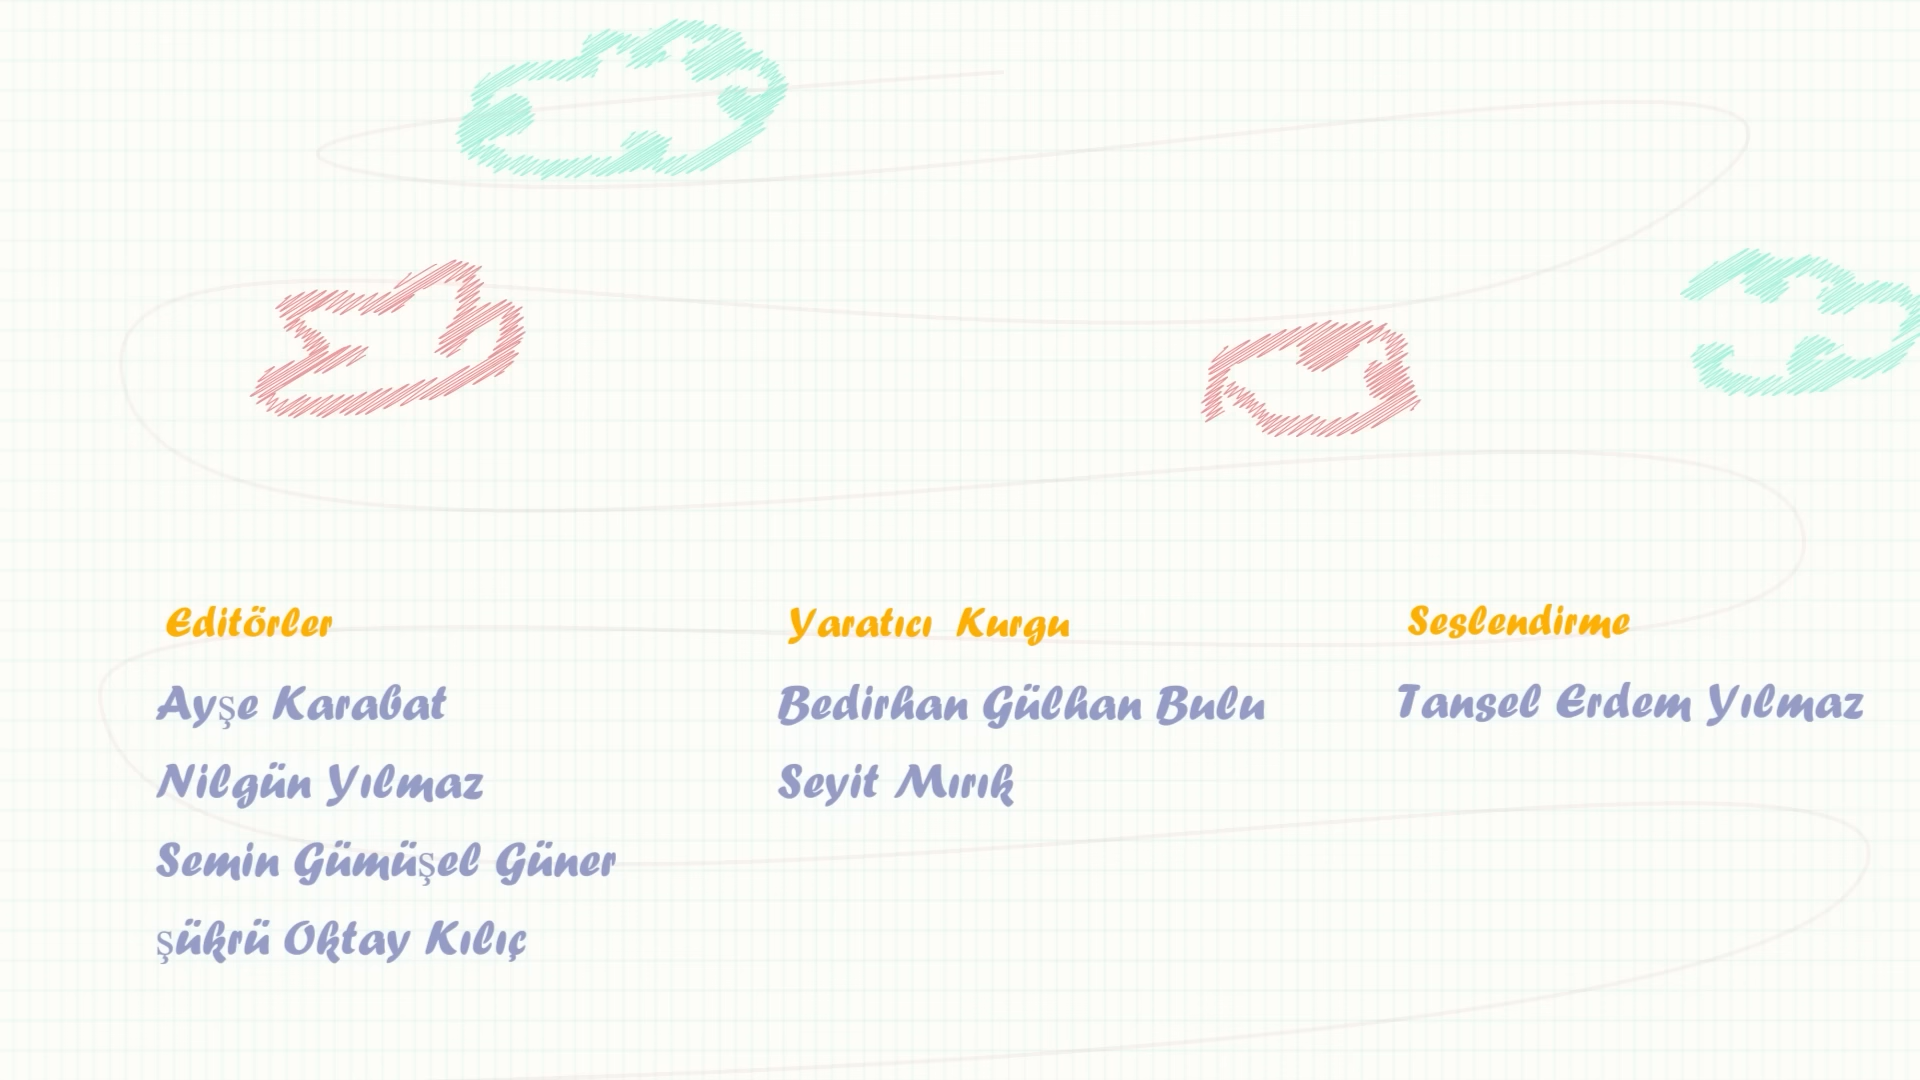 Editörler
Ayşe Karabat
Nilgün Yılmaz
Semin Gümüşel Güner
şükrü Oktay Kılıç
Yaratıcı Kurgu
Bedirhan Gülhan Bulu
Seyit Mırık
Seslendirme
Tansel Erdem Yılmaz